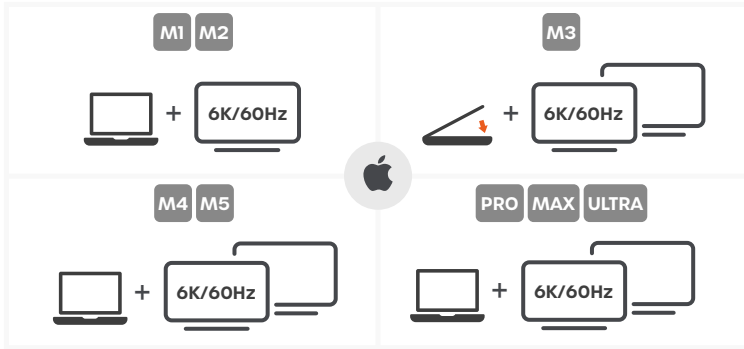 M1 M2
M3
+ 6K/60Hz
+ 6K/60Hz
M4 M5
PRO MAX ULTRA
+ 6K/60Hz
+ 6K/60Hz